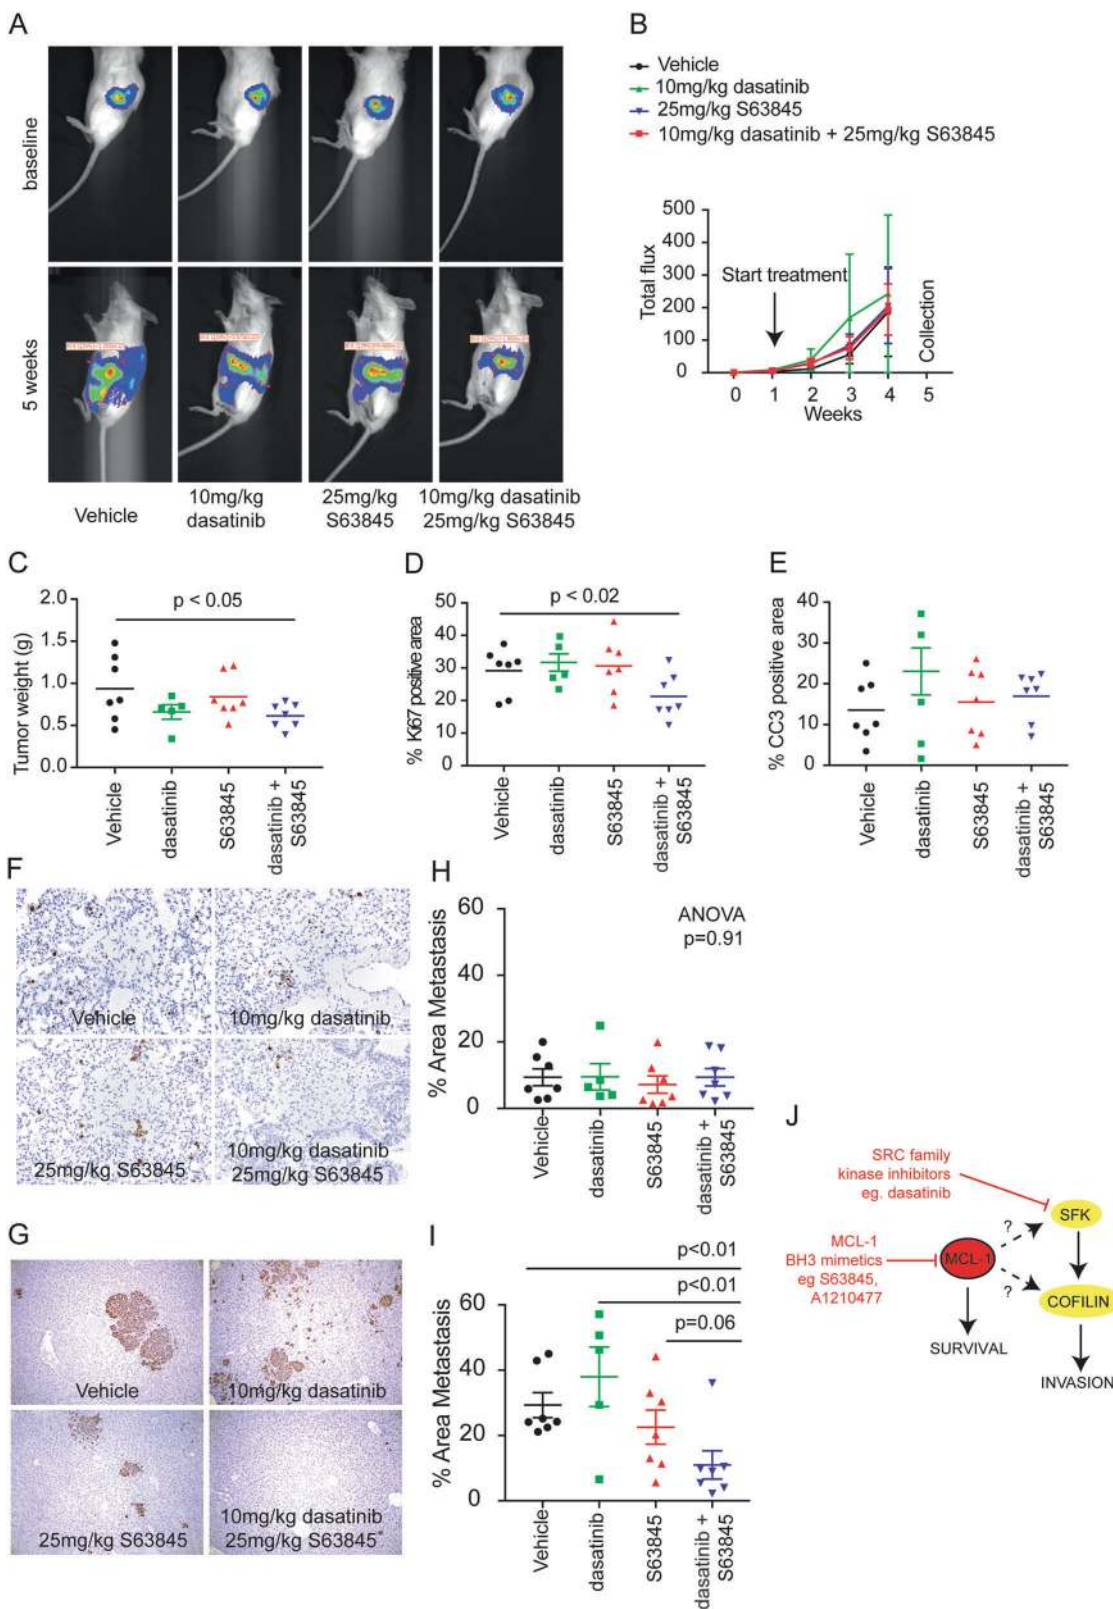 A
baseline
5 weeks
Vehicle
10mg/kg
dasatinib
25mg/kg
S63845
10mg/kg dasatinib
25mg/kg S63845
B
Vehicle
10mg/kg dasatinib
25mg/kg S63845
10mg/kg dasatinib + 25mg/kg S63845
Total flux
500
400
300
200
100
0
Start treatment
Collection
0 1 2 3 4 5
Weeks
C
Tumor weight (g)
2.0
1.5
1.0
0.5
0.0
p < 0.05
Vehicle
dasatinib
S63845
dasatinib +
S63845
D
% Ki67 positive area
50
40
30
20
10
0
p < 0.02
Vehicle
dasatinib
S63845
dasatinib +
S63845
E
% CC3 positive area
40
30
20
10
0
Vehicle
dasatinib
S63845
dasatinib +
S63845
F
Vehicle
10mg/kg dasatinib
25mg/kg S63845
10mg/kg dasatinib
25mg/kg S63845
H
% Area Metastasis
60
40
20
0
ANOVA
p=0.91
Vehicle
dasatinib
S63845
dasatinib +
S63845
G
Vehicle
10mg/kg dasatinib
25mg/kg S63845
10mg/kg dasatinib
25mg/kg S63845
I
% Area Metastasis
60
40
20
0
p<0.01
p<0.01
p=0.06
Vehicle
dasatinib
S63845
dasatinib +
S63845
J
SRC family
kinase inhibitors
eg. dasatinib
SFK
?
MCL-1
BH3 mimetics
eg S63845,
A1210477
MCL-1
?
COFILIN
SURVIVAL
INVASION